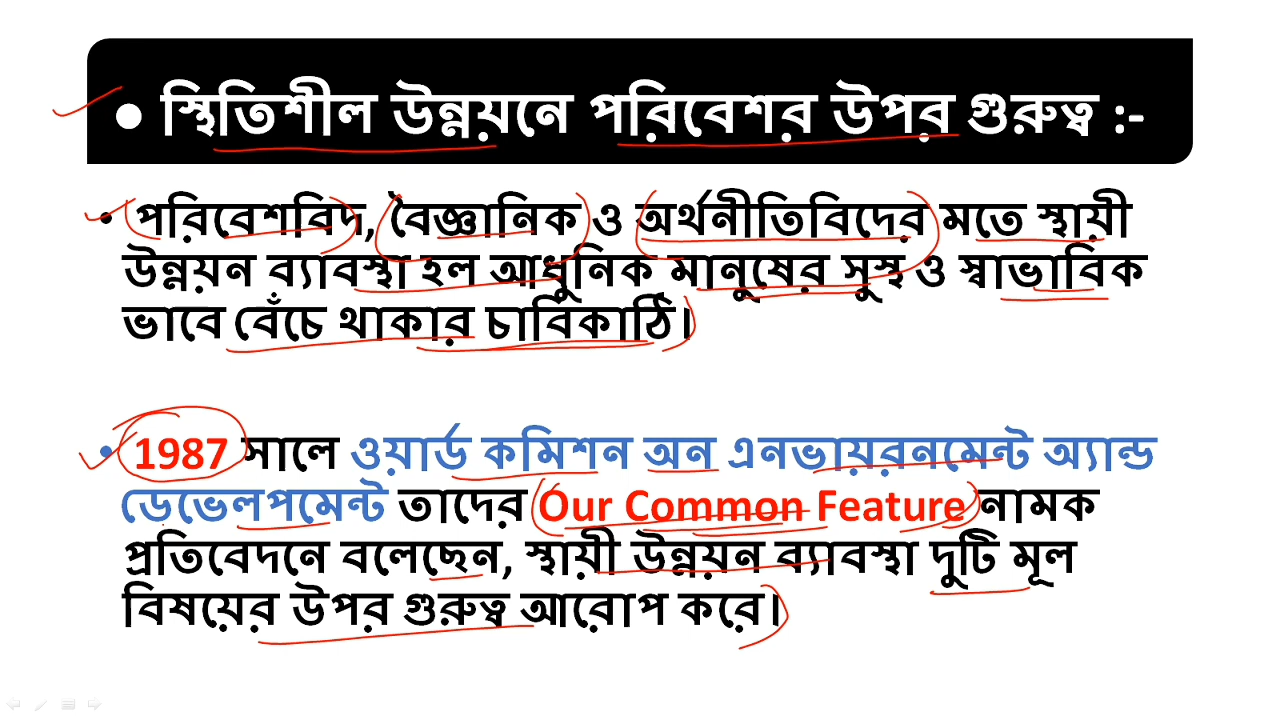 • স্থিতিশীল উন্নয়নে পরিবেশর উপর গুরুত্ব :-
• পরিবেশবিদ, বৈজ্ঞানিক ও অর্থনীতিবিদের মতে স্থায়ী
উন্নয়ন ব্যাবস্থা হল আধুনিক মানুষের সুস্থ ও স্বাভাবিক
ভাবে বেঁচে থাকার চাবিকাঠি।
• 1987 সালে ওয়ার্ড কমিশন অন এনভায়রনমেন্ট অ্যান্ড
ডেভেলপমেন্ট তাদের Our Common Feature নামক
প্রতিবেদনে বলেছেন, স্থায়ী উন্নয়ন ব্যাবস্থা দুটি মূল
বিষয়ের উপর গুরুত্ব আরোপ করে।